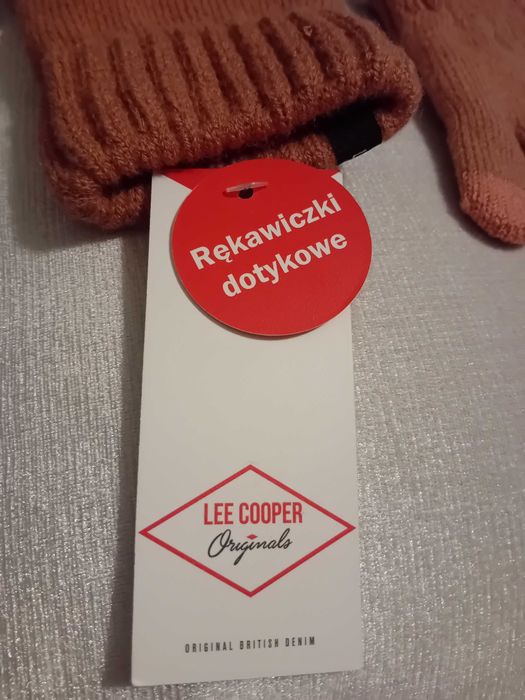 Rękawiczki
dotykowe
LEE COOPER
Originals
ORIGINAL BRITISH DENIM